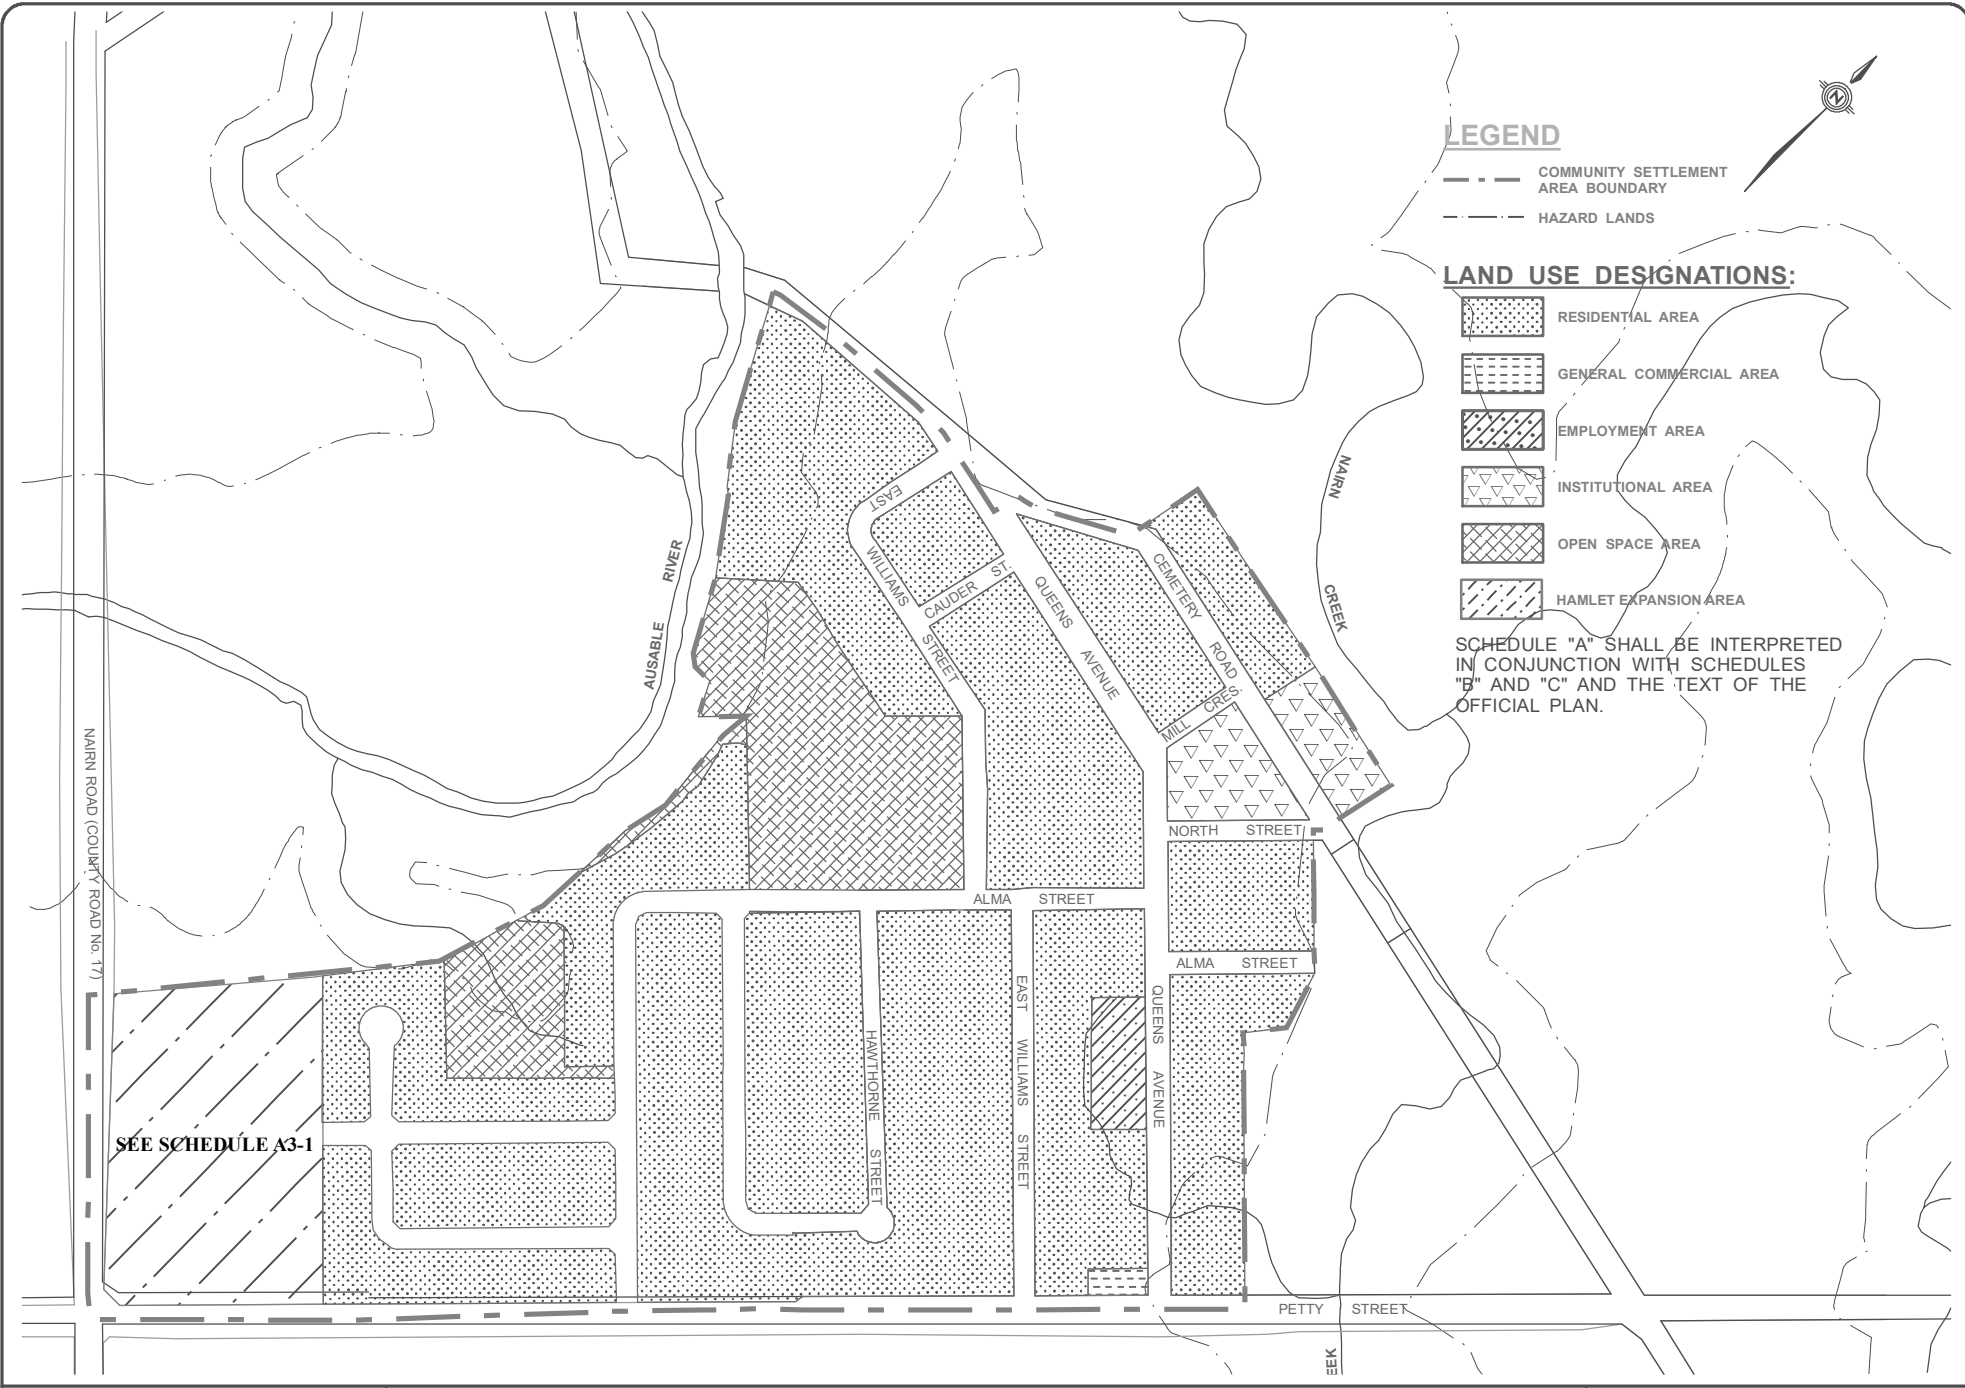 N
LEGEND
COMMUNITY SETTLEMENT
AREA BOUNDARY
HAZARD LANDS
LAND USE DESIGNATIONS:
RESIDENTIAL AREA
GENERAL COMMERCIAL AREA
EMPLOYMENT AREA
INSTITUTIONAL AREA
OPEN SPACE AREA
HAMLET EXPANSION AREA
SCHEDULE "A" SHALL BE INTERPRETED
IN CONJUNCTION WITH SCHEDULES
"B" AND "C" AND THE TEXT OF THE
OFFICIAL PLAN.
NAIRN CREEK
AUSABLE RIVER
EAST WILLIAMS STREET
CAUDER ST.
QUEENS AVENUE
CEMETERY ROAD
MILL CRES.
NORTH STREET
ALMA STREET
ALMA STREET
NAIRN ROAD (COUNTY ROAD No. 17)
HAWTHORNE STREET
EAST WILLIAMS STREET
QUEENS AVENUE
SEE SCHEDULE A3-1
PETTY STREET
EEK